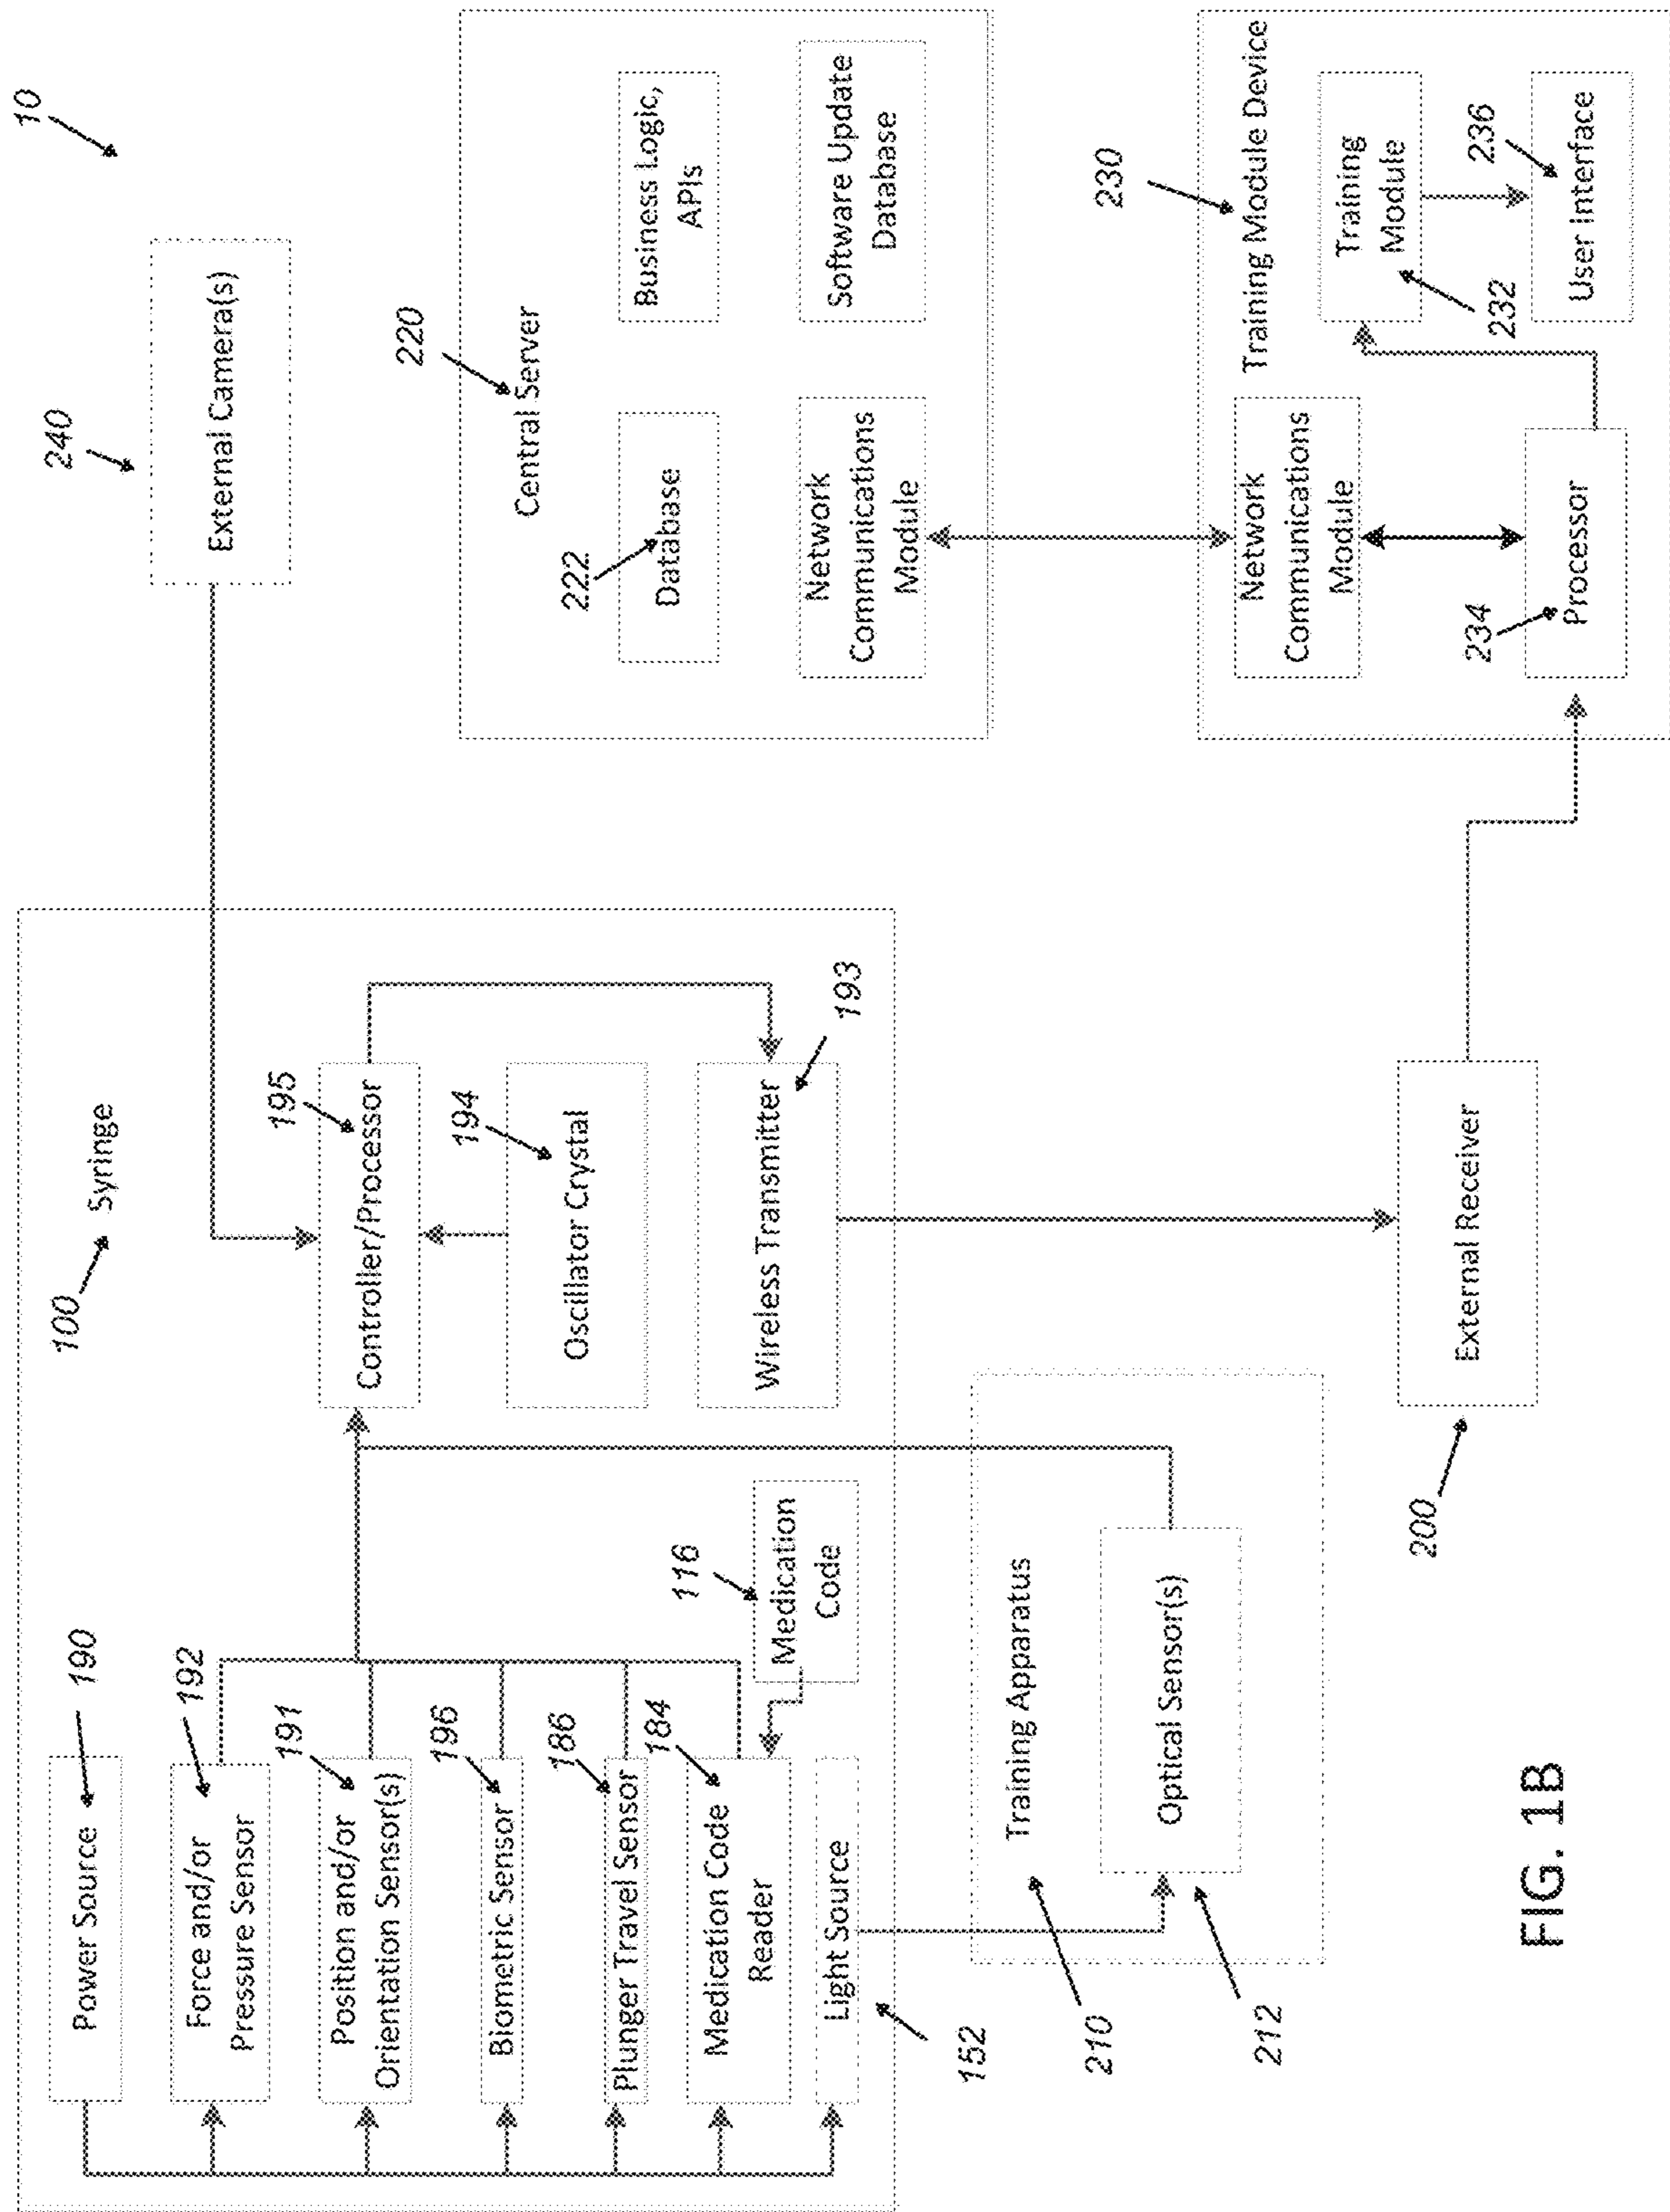 10
100
Syringe
Power Source
190
Force and/or
Pressure Sensor
192
Position and/or
Orientation Sensor(s)
191
Biometric Sensor
196
Plunger Travel Sensor
186
Medication Code
Reader
184
Medication
Code
116
Light Source
152
Controller/Processor
195
Oscillator Crystal
194
Wireless Transmitter
193
Training Apparatus
210
Optical Sensor(s)
212
External Receiver
200
External Camera(s)
240
Central Server
220
Database
222
Business Logic,
APIs
Network
Communications
Module
Software Update
Database
Training Module Device
230
Network
Communications
Module
Training
Module
232
Processor
234
User Interface
236
FIG. 1B